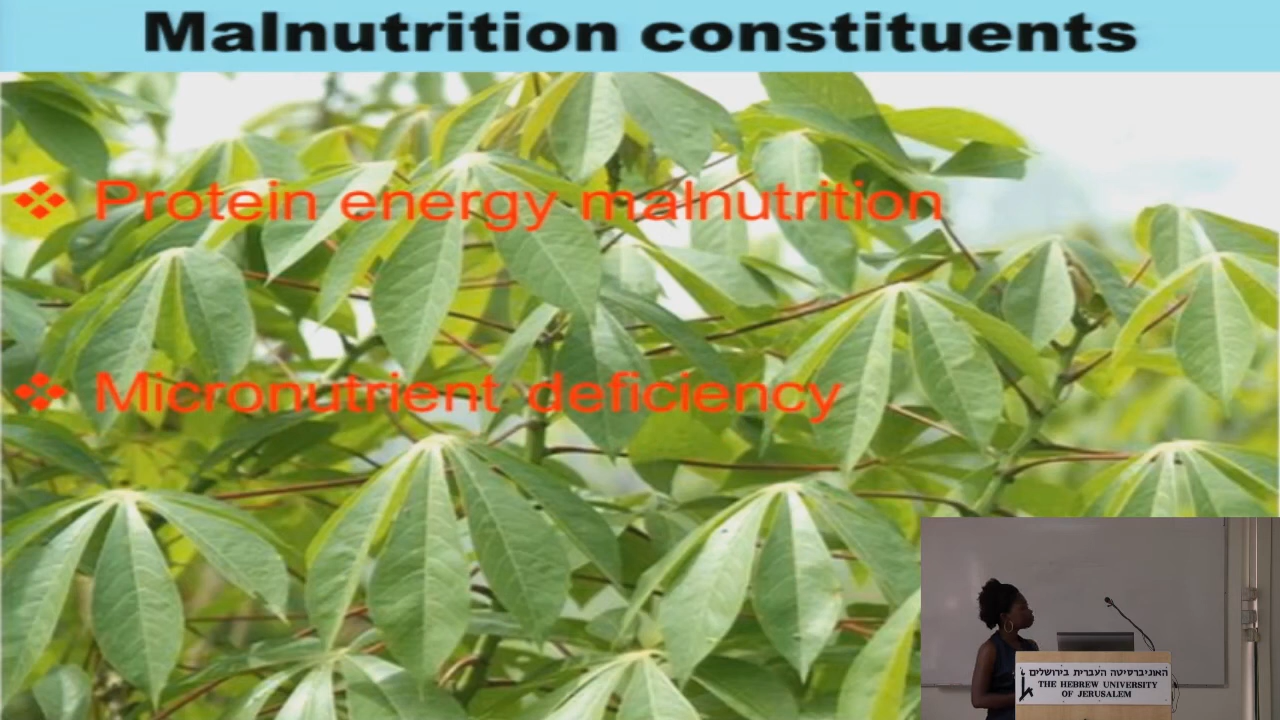 Malnutrition constituents
❖ Protein energy malnutrition
❖ Micronutrient deficiency
האוניברסיטה העברית בירושלים
THE HEBREW UNIVERSITY
OF JERUSALEM